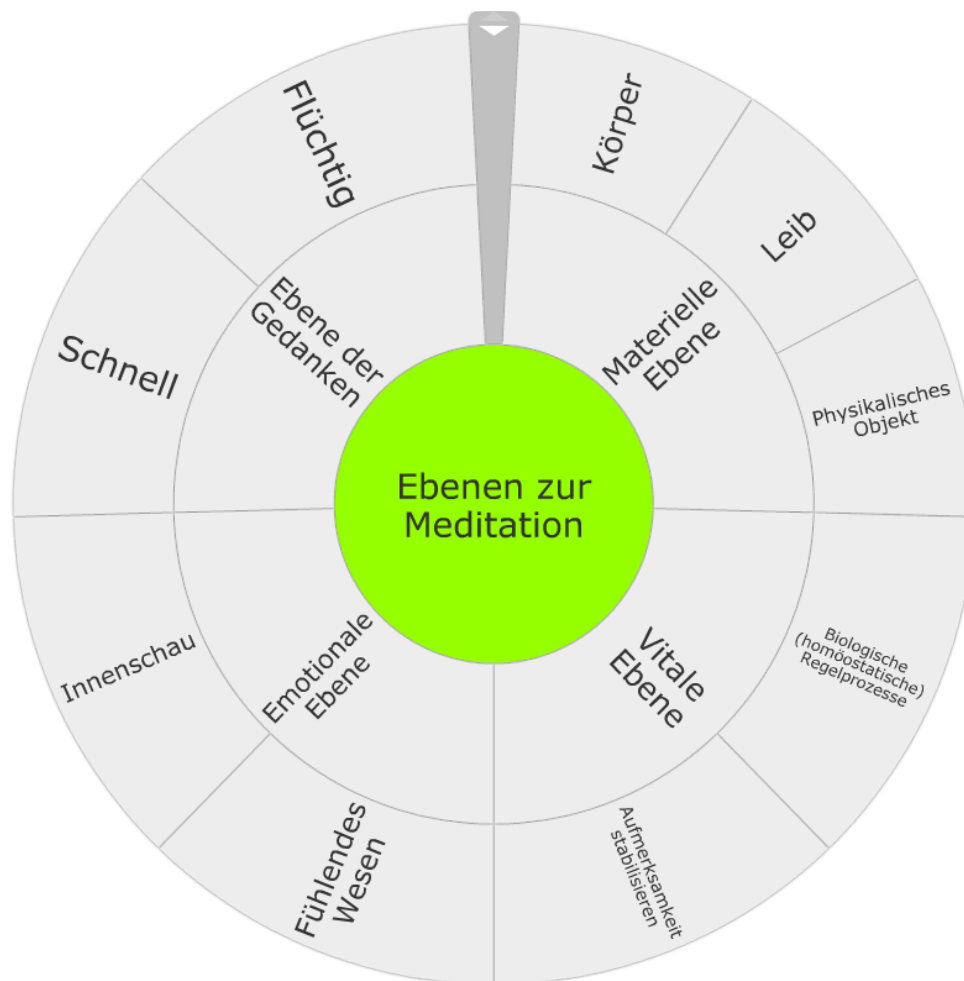 Ebenen zur
Meditation
Materielle
Ebene
Körper
Leib
Physikalisches
Objekt
Vitale
Ebene
Biologische
(homöostatische)
Regelprozesse
Aufmerksamkeit
stabilisieren
Emotionale
Ebene
Fühlendes
Wesen
Innenschau
Ebene der
Gedanken
Schnell
Flüchtig